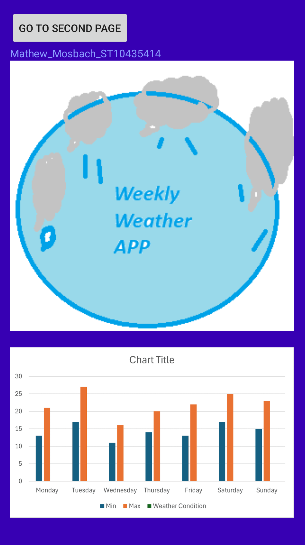 GO TO SECOND PAGE
Mathew_Mosbach_ST10435414
Weekly
Weather
APP
Chart Title
30
25
20
15
10
5
0
Monday Tuesday Wednesday Thursday Friday Saturday Sunday
Min Max Weather Condition